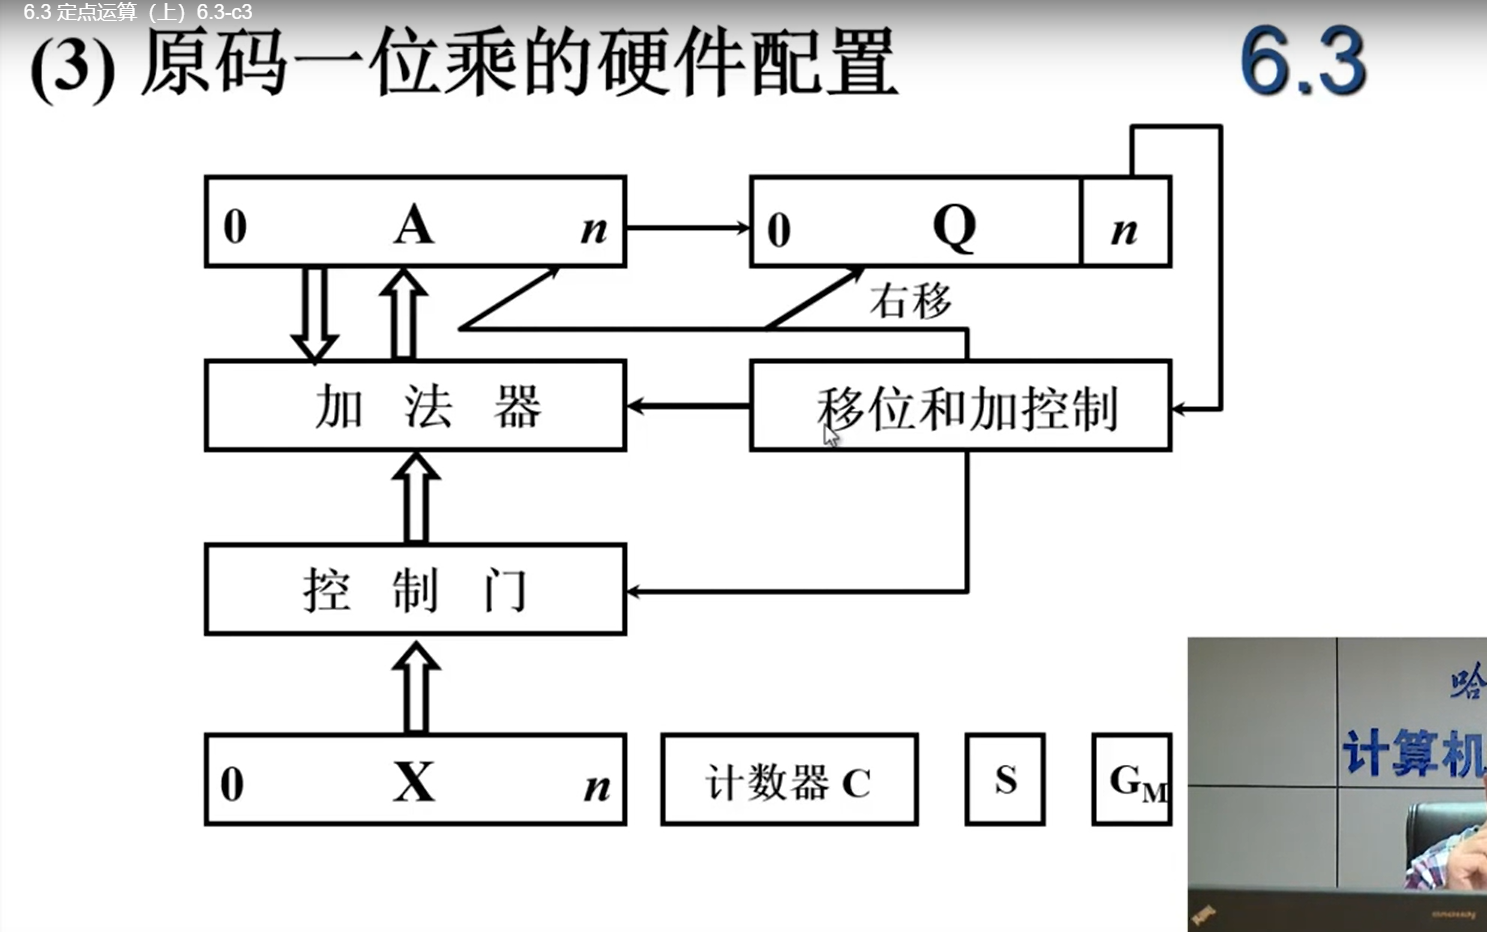 6.3 定点运算（上）6.3-c3
(3) 原码一位乘的硬件配置
6.3
0 A n
0 Q n
右移
加 法 器
移位和加控制
控 制 门
0 X n
计数器 C
S
GM
哈
计算机